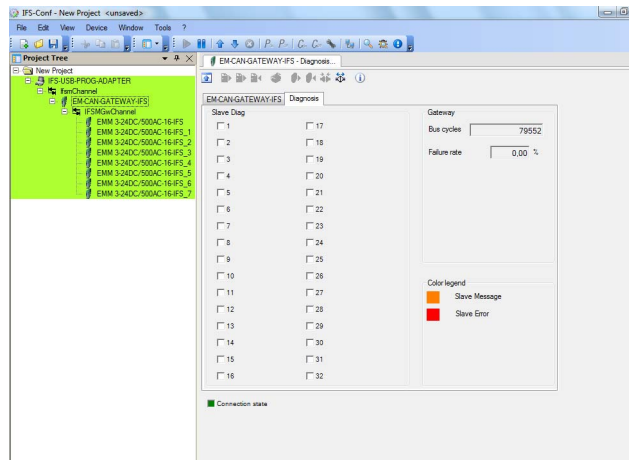 IFS-Conf - New Project <unsaved>
File Edit View Device Window Tools ?
P.. P.. C.. C..
Project Tree
EM-CAN-GATEWAY-IFS - Diagnosis...
New Project
IFS-USB-PROG-ADAPTER
IfsmChannel
EM-CAN-GATEWAY-IFS
IFSMGwChannel
EMM 3-24DC/500AC-16-IFS
EMM 3-24DC/500AC-16-IFS_1
EMM 3-24DC/500AC-16-IFS_2
EMM 3-24DC/500AC-16-IFS_3
EMM 3-24DC/500AC-16-IFS_4
EMM 3-24DC/500AC-16-IFS_5
EMM 3-24DC/500AC-16-IFS_6
EMM 3-24DC/500AC-16-IFS_7
EM-CAN-GATEWAY-IFS Diagnosis
Slave Diag
1 17
2 18
3 19
4 20
5 21
6 22
7 23
8 24
9 25
10 26
11 27
12 28
13 29
14 30
15 31
16 32
Gateway
Bus cycles 79552
Failure rate 0,00 %
Color legend
Slave Message
Slave Error
Connection state